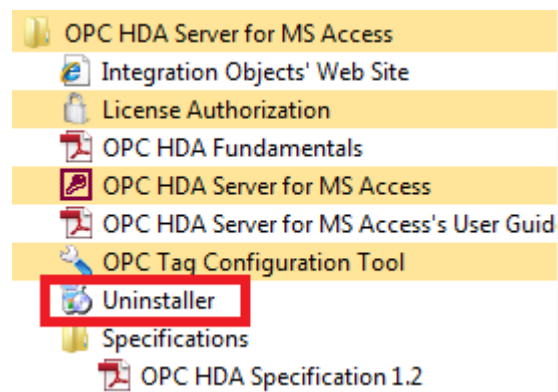 OPC HDA Server for MS Access
Integration Objects' Web Site
License Authorization
OPC HDA Fundamentals
OPC HDA Server for MS Access
OPC HDA Server for MS Access's User Guid
OPC Tag Configuration Tool
Uninstaller
Specifications
OPC HDA Specification 1.2